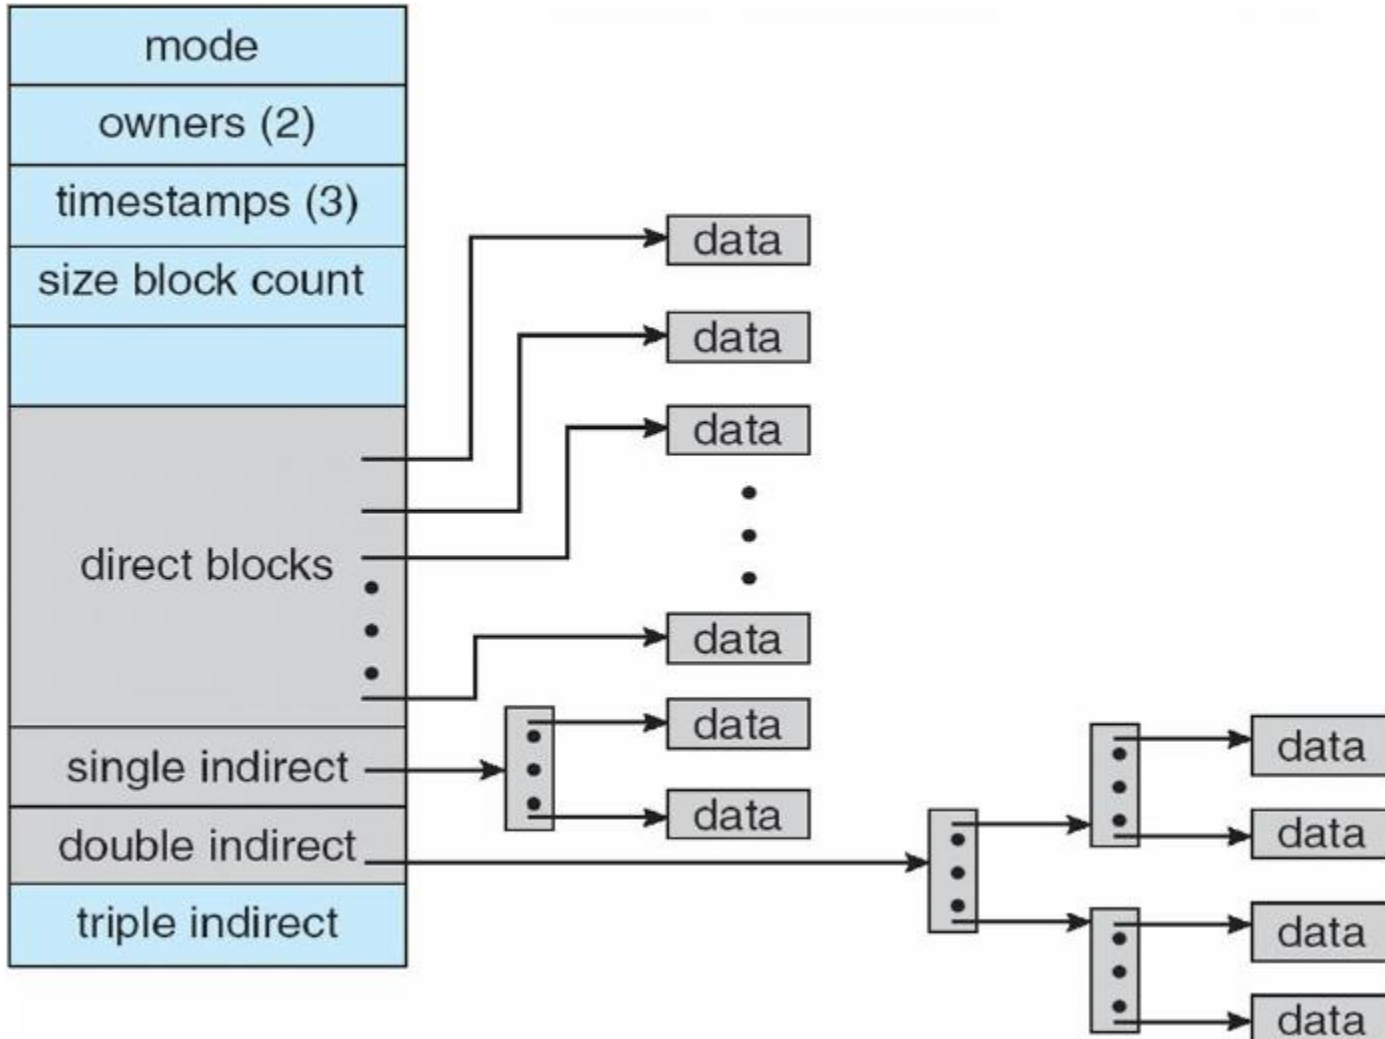 mode
owners (2)
timestamps (3)
size block count
direct blocks
single indirect
double indirect
triple indirect
data
data
data
data
data
data
data
data
data
data